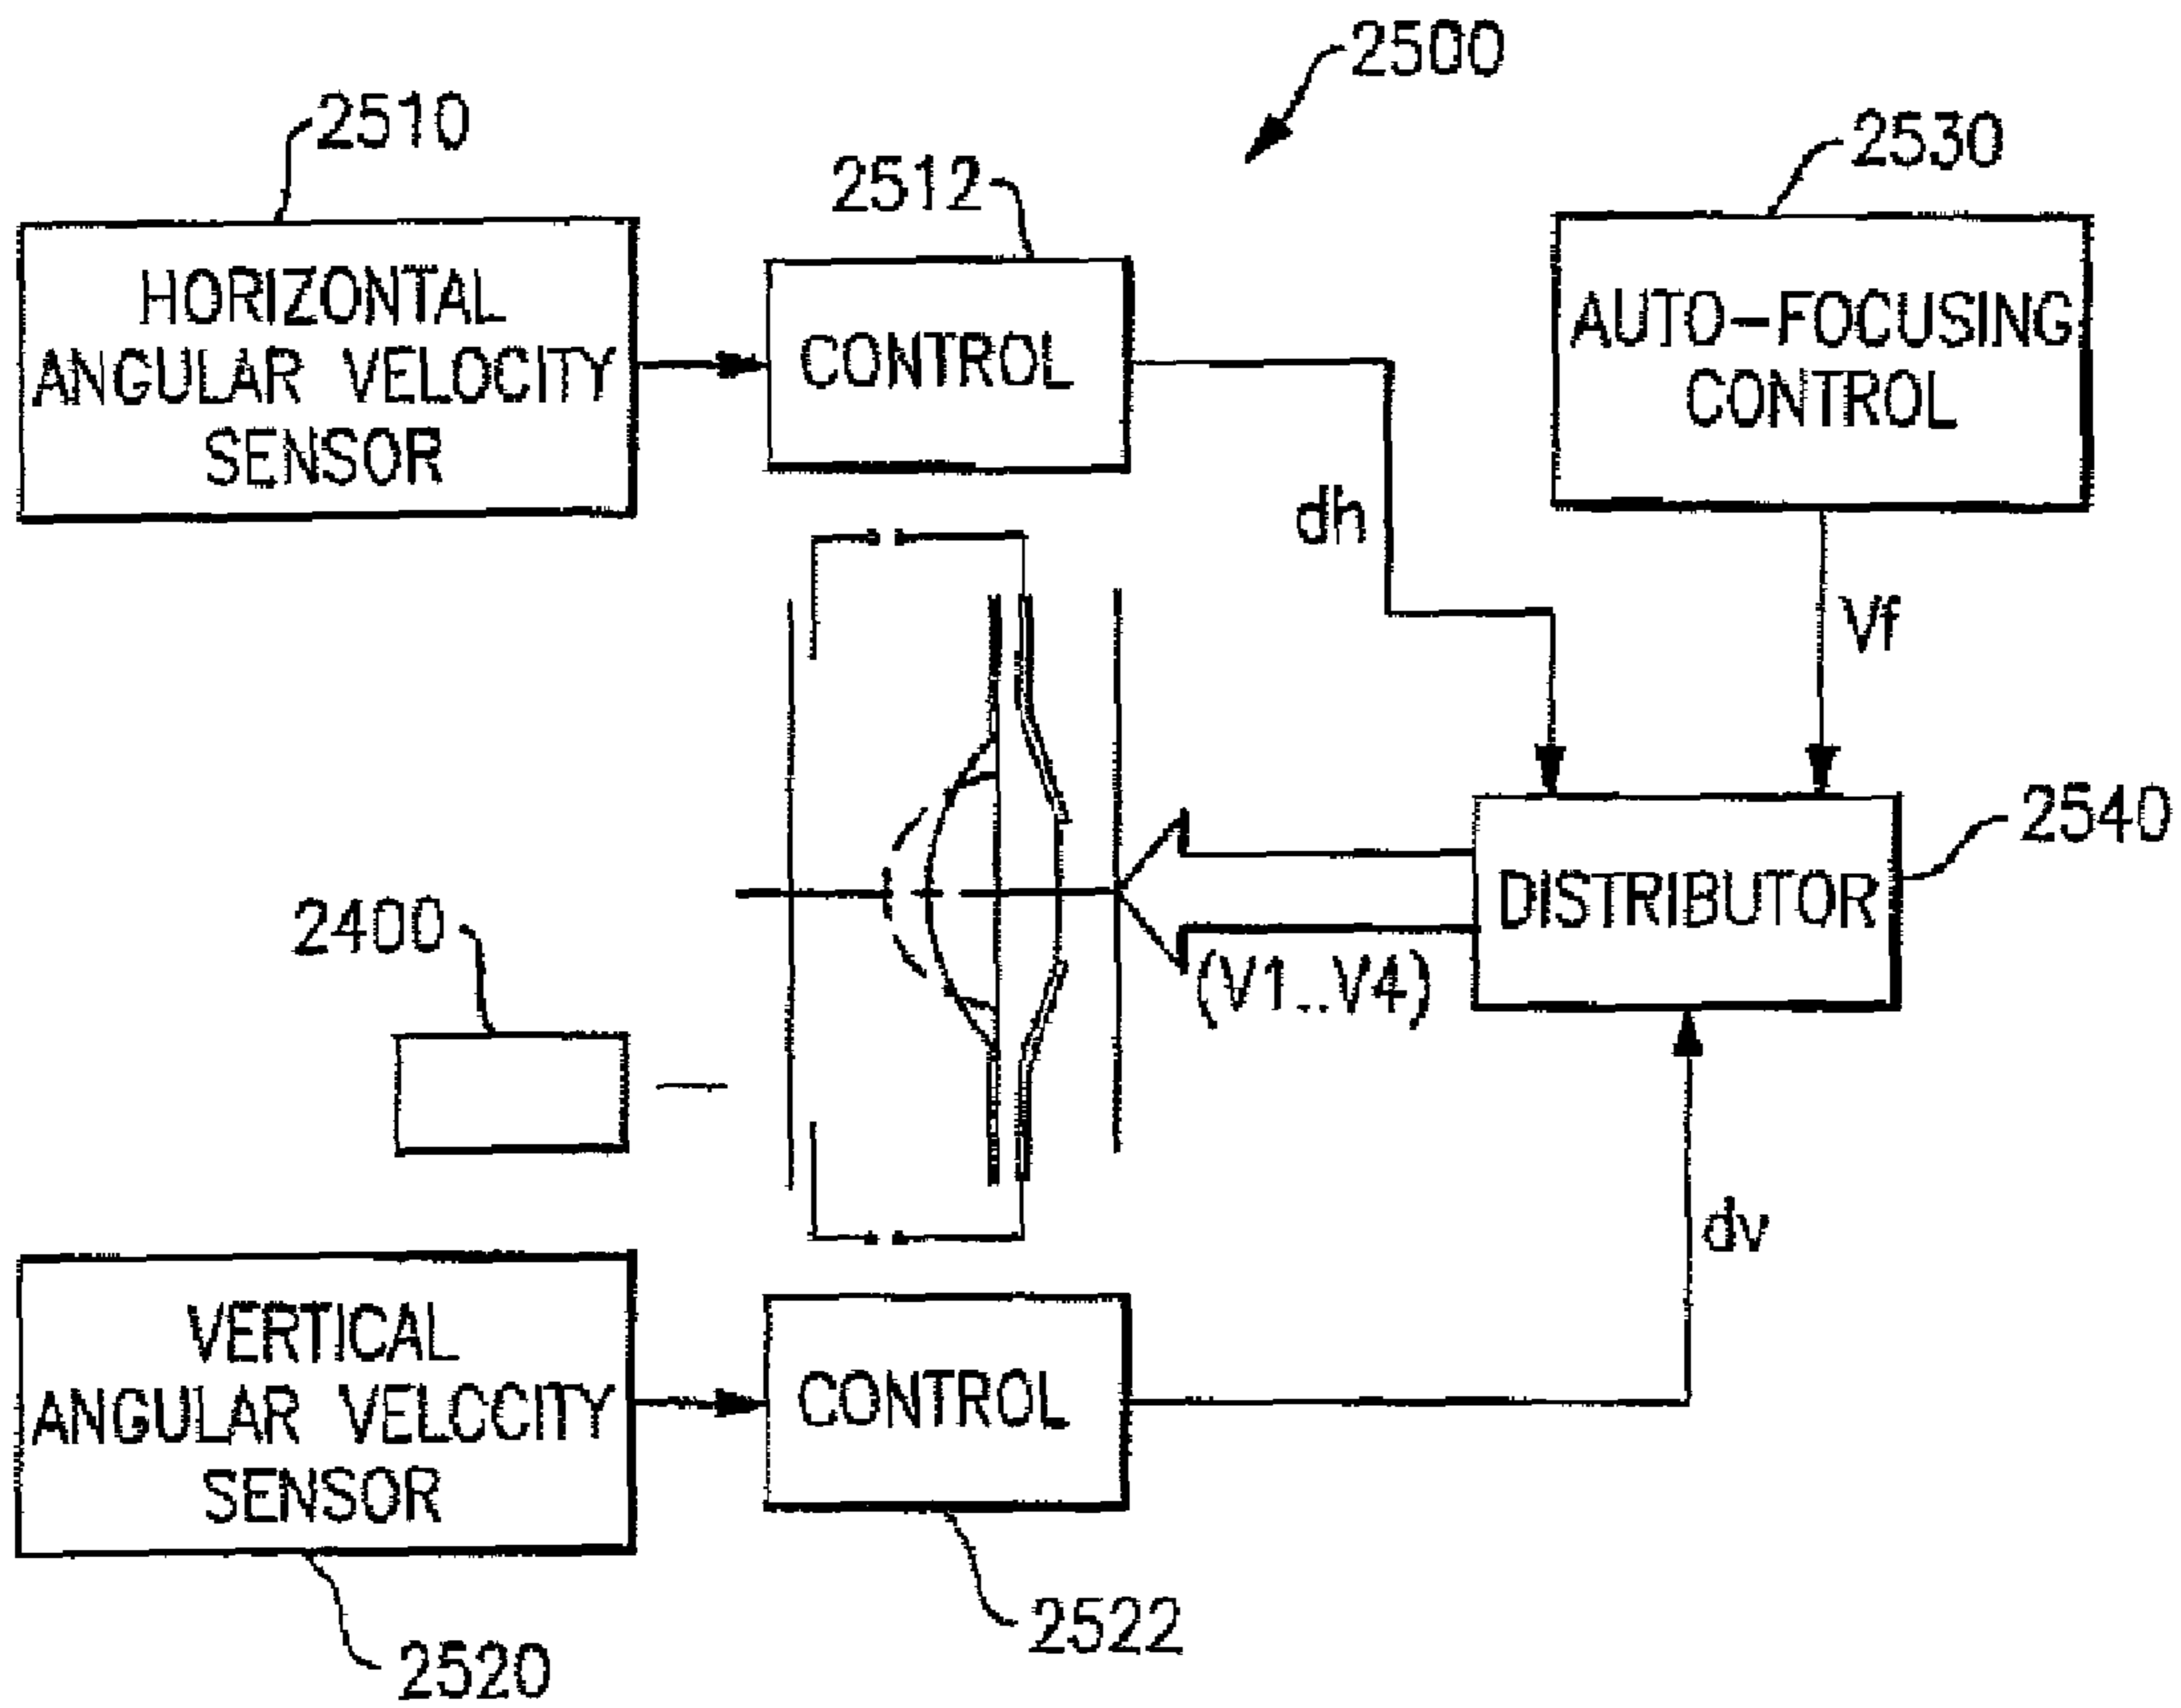 2500
2510
2530
2512
HORIZONTAL
ANGULAR VELOCITY
SENSOR
CONTROL
AUTO-FOCUSING
CONTROL
dh
Vf
2540
DISTRIBUTOR
2400
(V1..V4)
dv
VERTICAL
ANGULAR VELCCITY
SENSOR
CONTROL
2522
2520